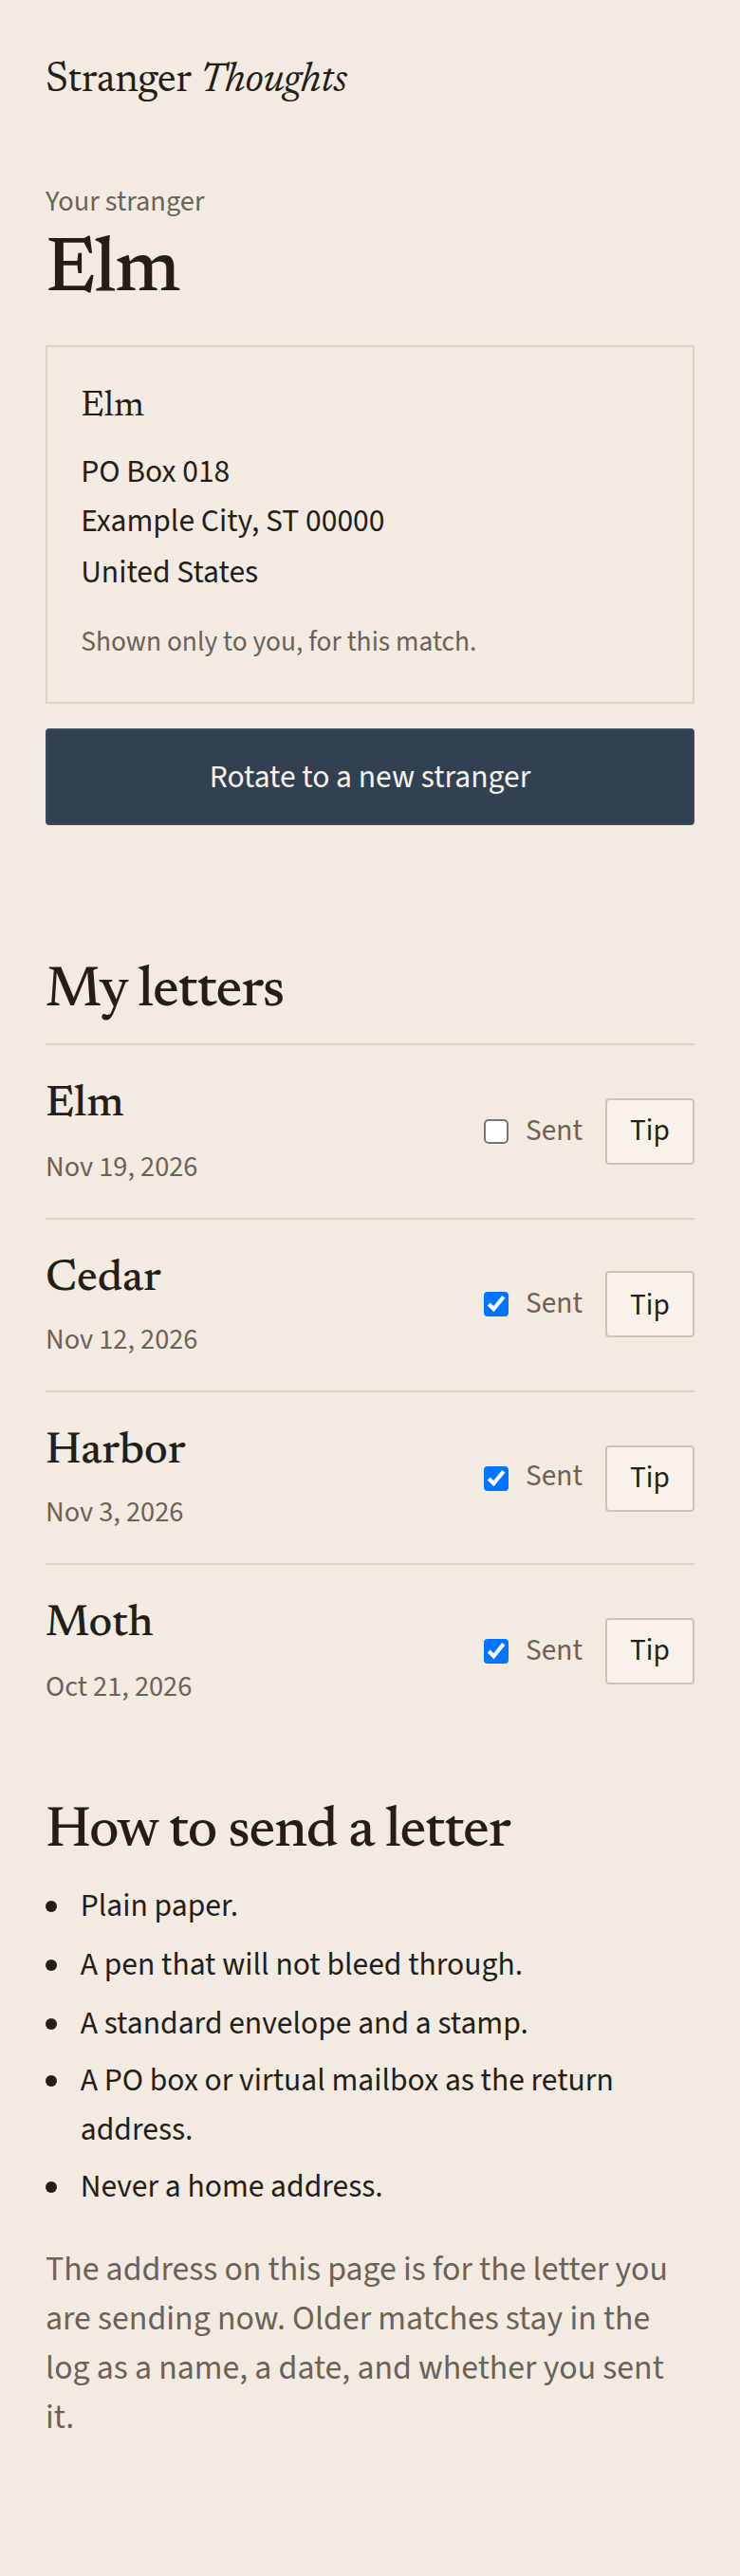 Stranger Thoughts
Your stranger
Elm
Elm
PO Box 018
Example City, ST 00000
United States
Shown only to you, for this match.
Rotate to a new stranger
My letters
Elm
Sent
Tip
Nov 19, 2026
Cedar
Sent
Tip
Nov 12, 2026
Harbor
Sent
Tip
Nov 3, 2026
Moth
Sent
Tip
Oct 21, 2026
How to send a letter
Plain paper.
A pen that will not bleed through.
A standard envelope and a stamp.
A PO box or virtual mailbox as the return
address.
Never a home address.
The address on this page is for the letter you
are sending now. Older matches stay in the
log as a name, a date, and whether you sent
it.